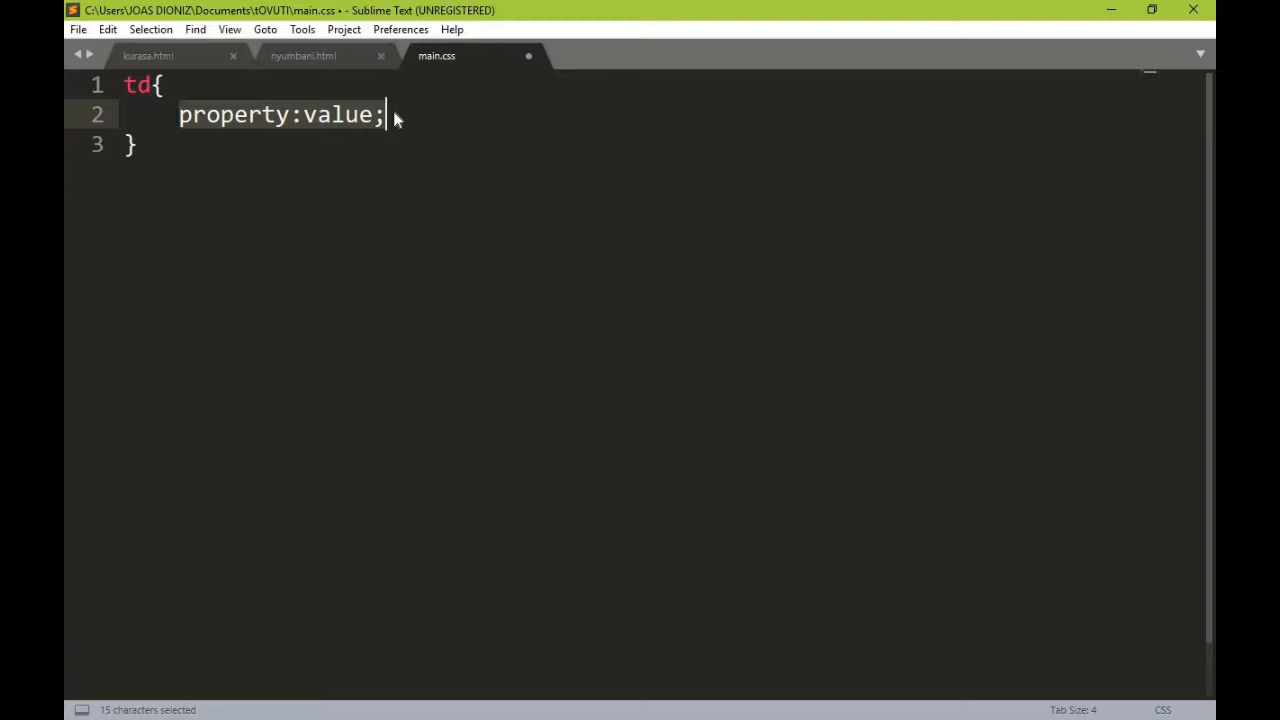 C:\Users\JOAS DIONIZ\Documents\tOVUTI\main.css • - Sublime Text (UNREGISTERED)
File Edit Selection Find View Goto Tools Project Preferences Help
kurasa.html nyumbani.html main.css
1 td{
2 property:value;
3 }
15 characters selected Tab Size: 4 CSS